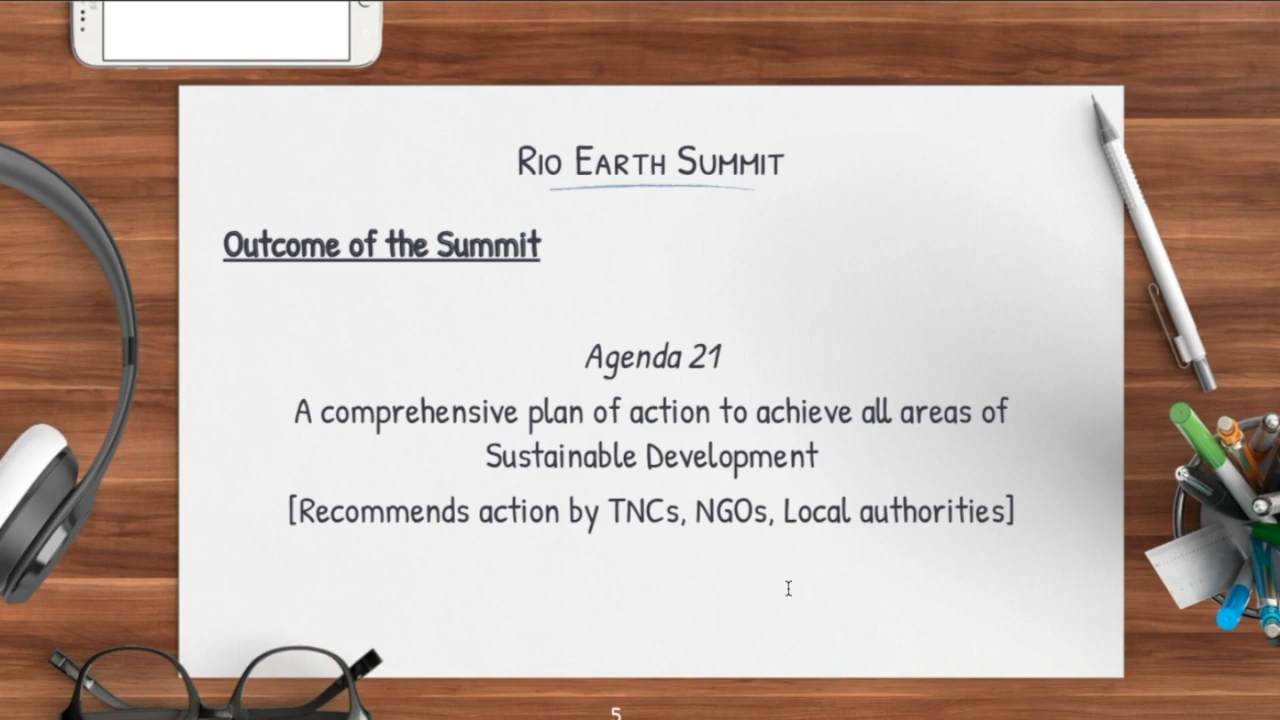 Rio Earth Summit
Outcome of the Summit
Agenda 21
A comprehensive plan of action to achieve all areas of
Sustainable Development
[Recommends action by TNCs, NGOs, Local authorities]
5